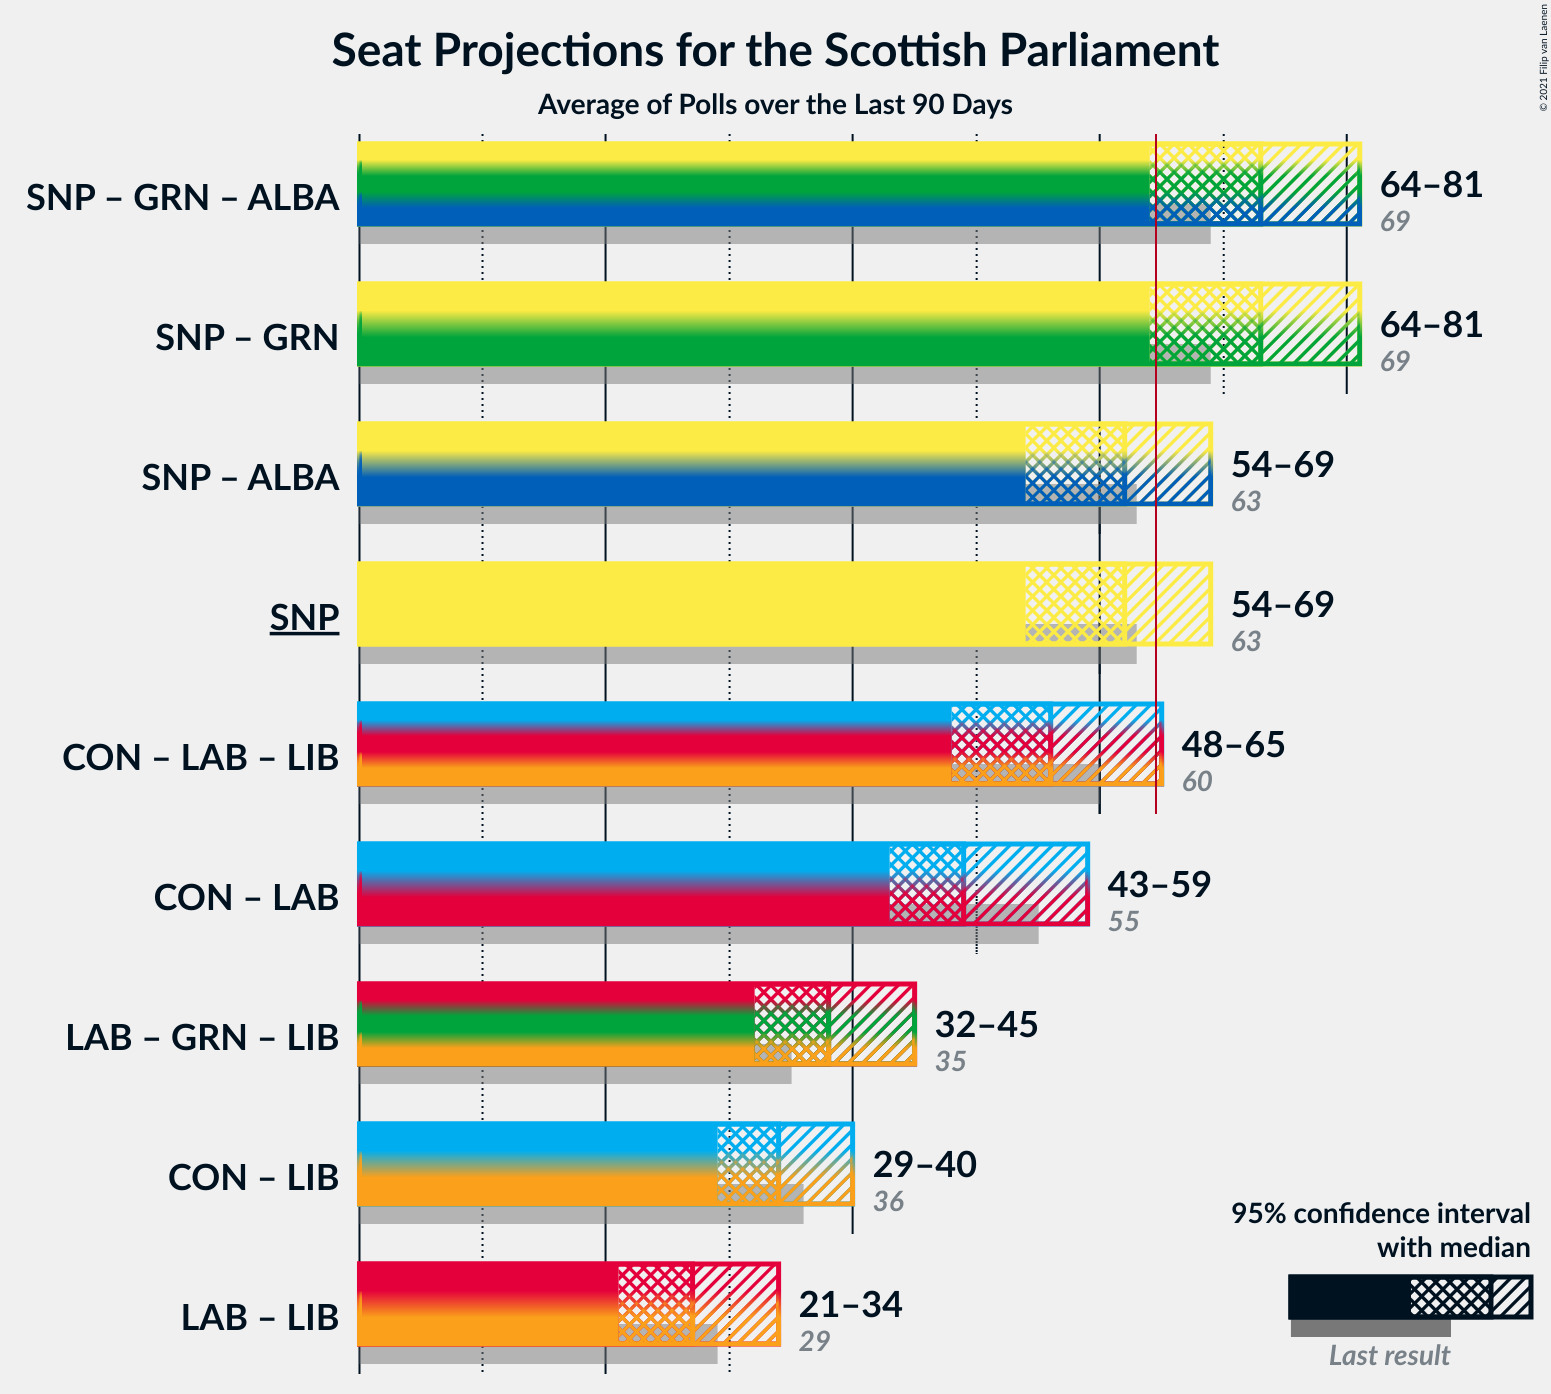 Seat Projections for the Scottish Parliament
Average of Polls over the Last 90 Days
© 2021 Filip van Laenen
SNP – GRN – ALBA
64–81
69
SNP – GRN
64–81
69
SNP – ALBA
54–69
63
SNP
54–69
63
CON – LAB – LIB
48–65
60
CON – LAB
43–59
55
LAB – GRN – LIB
32–45
35
CON – LIB
29–40
36
LAB – LIB
21–34
29
95% confidence interval
with median
Last result